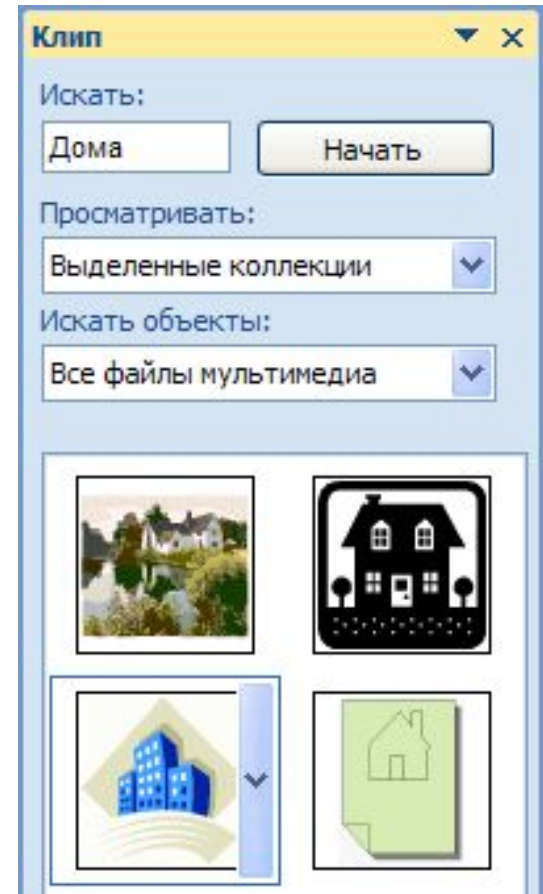 Клип
Искать:
Дома
Начать
Просматривать:
Выделенные коллекции
Искать объекты:
Все файлы мультимедиа